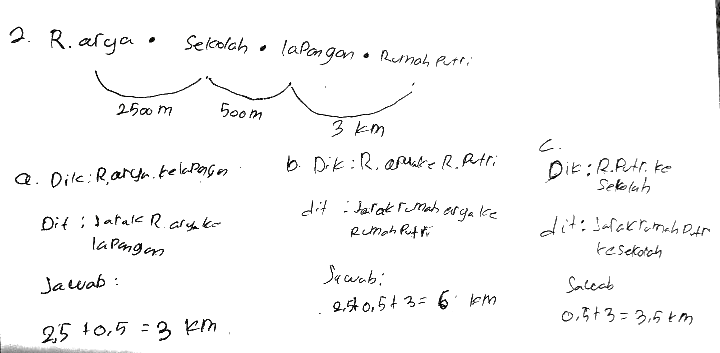 2. R. arya • Sekolah • lapangan • Rumah Putri
2500 m 500 m 3 km
a. Dik : R. arya. ke lapangan
Dit : Jarak R. arya ke
lapangan
Jawab :
2,5 + 0,5 = 3 km.
b. Dik : R. arya ke R. Putri
dit : Jarak rumah arya ke
Rumah Putri
Jawab :
2,5 + 0,5 + 3 = 6 km
c.
Dik : R. Putri. ke
Sekolah
dit : Jarak rumah Putri
ke sekolah
Jawab
0,5 + 3 = 3,5 km